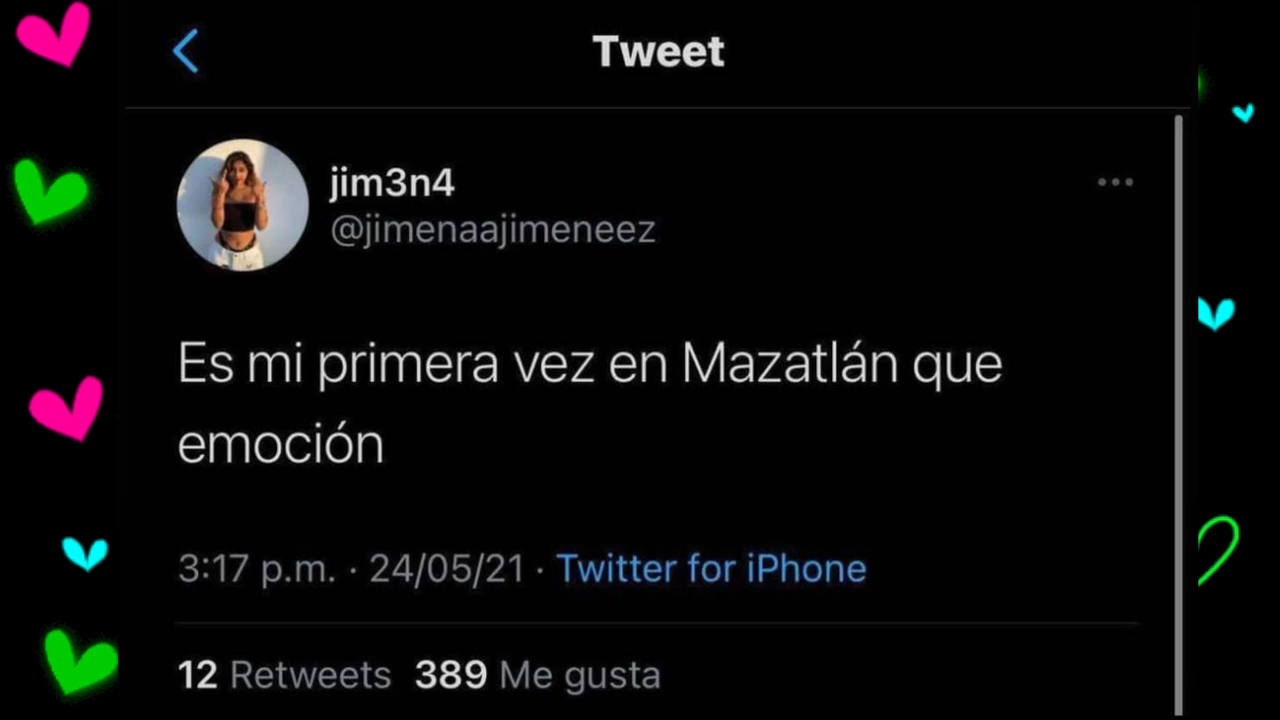 Tweet
jim3n4
@jimenaajimeneez
Es mi primera vez en Mazatlán que
emoción
3:17 p.m. · 24/05/21 · Twitter for iPhone
12 Retweets 389 Me gusta